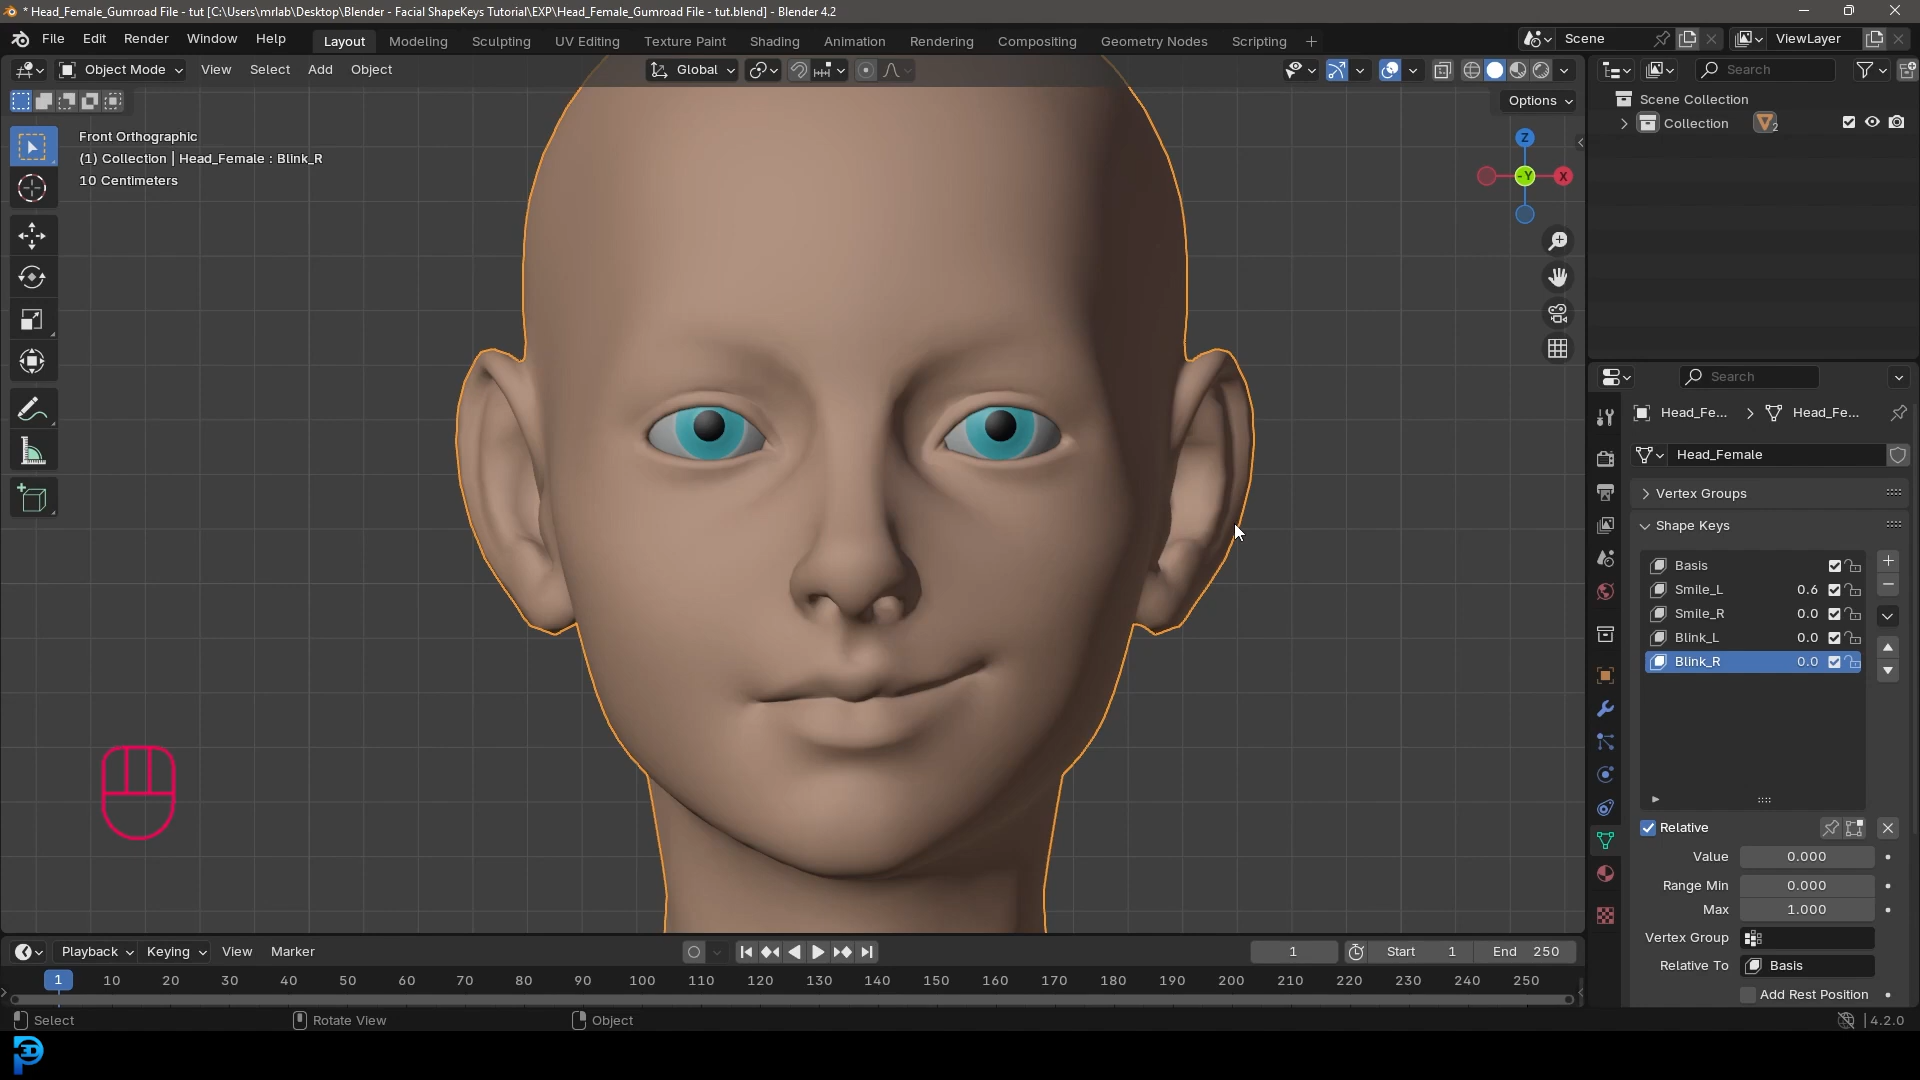 * Head_Female_Gumroad File - tut [C:\Users\mrlab\Desktop\Blender - Facial ShapeKeys Tutorial\EXP\Head_Female_Gumroad File - tut.blend] - Blender 4.2
File Edit Render Window Help Layout Modeling Sculpting UV Editing Texture Paint Shading Animation Rendering Compositing Geometry Nodes Scripting + Scene ViewLayer
Object Mode View Select Add Object Global Search
Options
Scene Collection
Collection 2
Front Orthographic
(1) Collection | Head_Female : Blink_R
10 Centimeters
Z
-Y
X
Search
Head_Fe... > Head_Fe...
Head_Female
Vertex Groups
Shape Keys
Basis
Smile_L 0.6
Smile_R 0.0
Blink_L 0.0
Blink_R 0.0
Relative
Value 0.000
Range Min 0.000
Max 1.000
Vertex Group
Relative To Basis
Add Rest Position
Playback Keying View Marker 1 Start 1 End 250
1 10 20 30 40 50 60 70 80 90 100 110 120 130 140 150 160 170 180 190 200 210 220 230 240 250
Select Rotate View Object 4.2.0